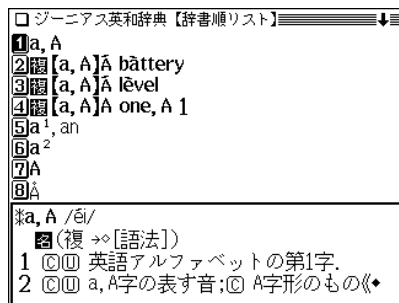 ジーニアス英和辞典【辞書順リスト】
1 a, A
2 複【a, A】Á bàttery
3 複【a, A】Á lèvel
4 複【a, A】A one, A 1
5 a¹, an
6 a²
7 A
8 Å
*a, A /éi/
名(複 →◇[語法])
1 ⒸⓊ 英語アルファベットの第1字.
2 ⒸⓊ a, A字の表す音;Ⓒ A字形のもの《◆